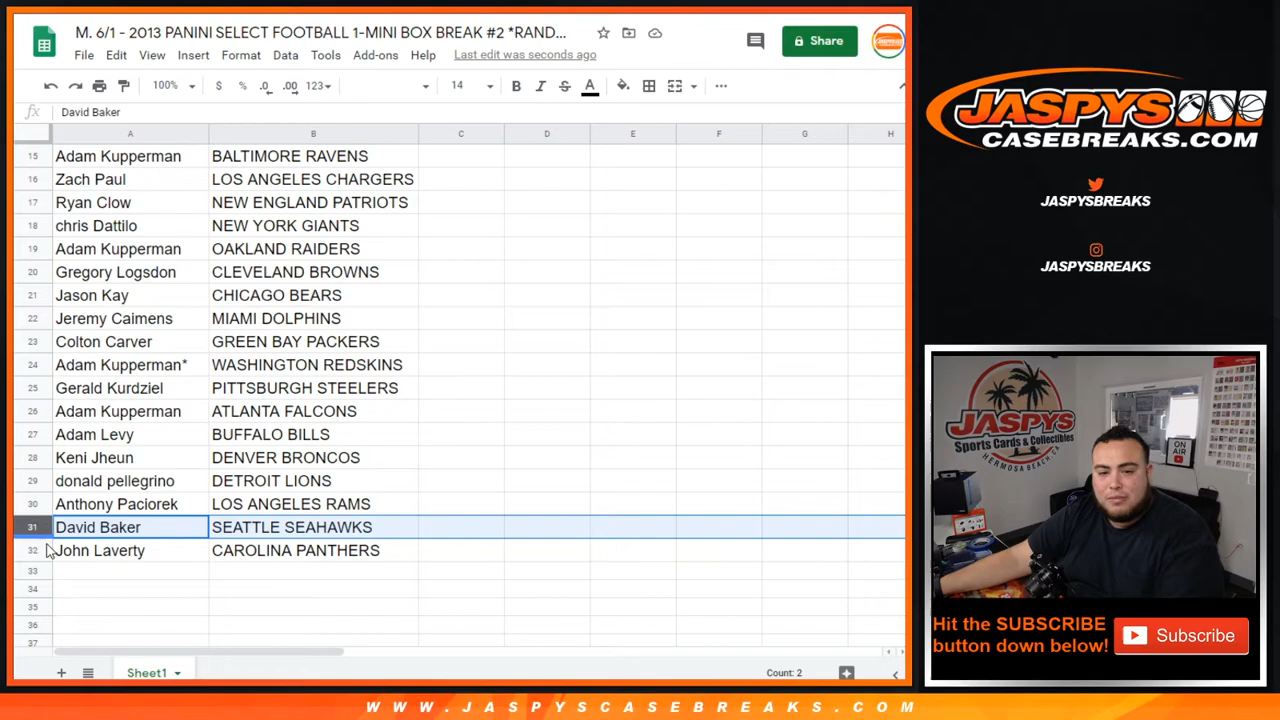 M. 6/1 - 2013 PANINI SELECT FOOTBALL 1-MINI BOX BREAK #2 *RAND...
File Edit View Insert Format Data Tools Add-ons Help Last edit was seconds ago
Share
100% $ % .0 .00 123 14 B I S A
fx David Baker
A B C D E F G H
15 Adam Kupperman BALTIMORE RAVENS
16 Zach Paul LOS ANGELES CHARGERS
17 Ryan Clow NEW ENGLAND PATRIOTS
18 chris Dattilo NEW YORK GIANTS
19 Adam Kupperman OAKLAND RAIDERS
20 Gregory Logsdon CLEVELAND BROWNS
21 Jason Kay CHICAGO BEARS
22 Jeremy Caimens MIAMI DOLPHINS
23 Colton Carver GREEN BAY PACKERS
24 Adam Kupperman* WASHINGTON REDSKINS
25 Gerald Kurdziel PITTSBURGH STEELERS
26 Adam Kupperman ATLANTA FALCONS
27 Adam Levy BUFFALO BILLS
28 Keni Jheun DENVER BRONCOS
29 donald pellegrino DETROIT LIONS
30 Anthony Paciorek LOS ANGELES RAMS
31 David Baker SEATTLE SEAHAWKS
32 John Laverty CAROLINA PANTHERS
33
34
35
36
37
Sheet1 Count: 2
JASPYS
CASEBREAKS.COM
JASPYSBREAKS
JASPYSBREAKS
JASPYS
Sports Cards & Collectibles
HERMOSA BEACH, CA
ON AIR
Hit the SUBSCRIBE
button down below!
Subscribe
WWW.JASPYSCASEBREAKS.COM